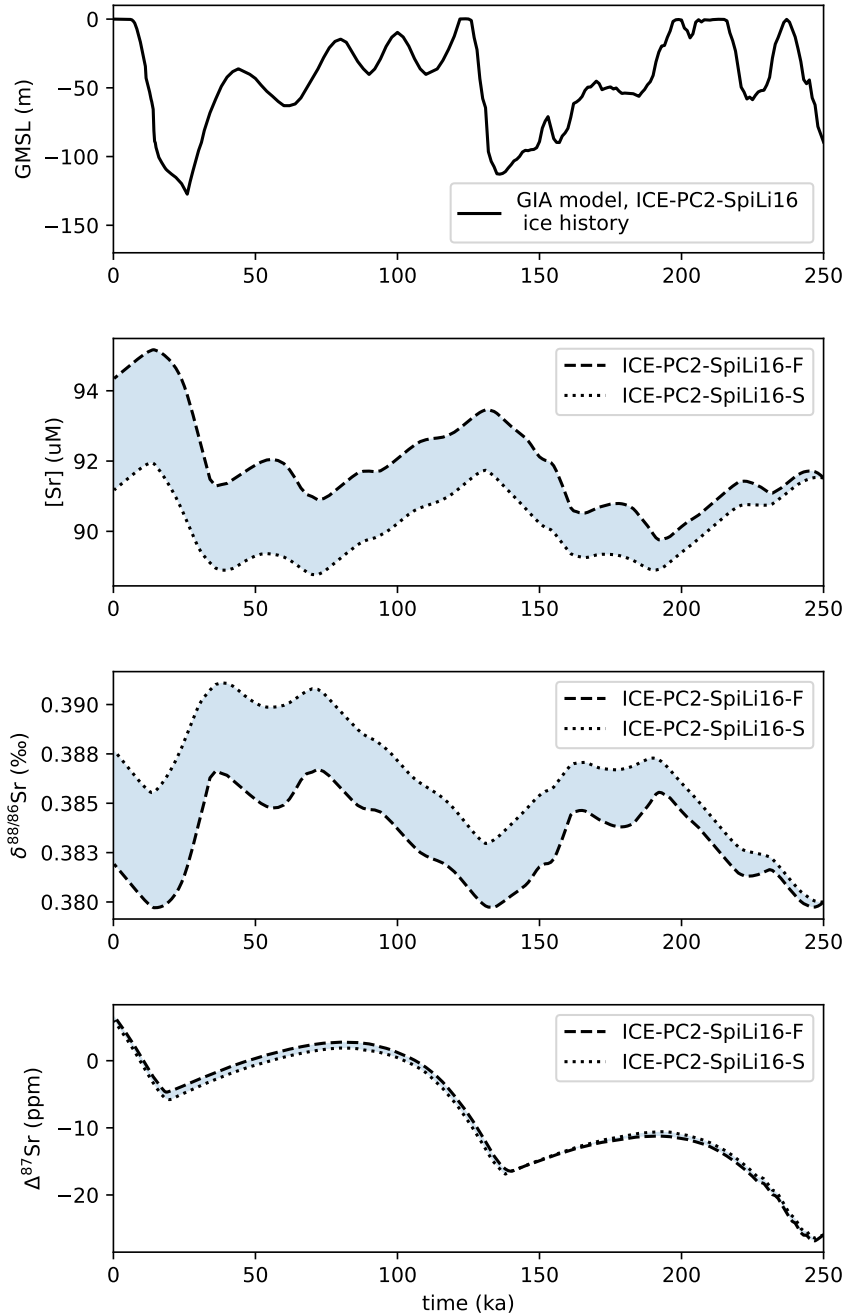 0
−50
−100
−150
GMSL (m)
GIA model, ICE-PC2-SpiLi16
ice history
0 50 100 150 200 250
94
92
90
[Sr] (uM)
ICE-PC2-SpiLi16-F
ICE-PC2-SpiLi16-S
0 50 100 150 200 250
0.390
0.388
0.385
0.383
0.380
δ⁸⁸/⁸⁶Sr (‰)
ICE-PC2-SpiLi16-F
ICE-PC2-SpiLi16-S
0 50 100 150 200 250
0
−10
−20
Δ⁸⁷Sr (ppm)
ICE-PC2-SpiLi16-F
ICE-PC2-SpiLi16-S
0 50 100 150 200 250
time (ka)